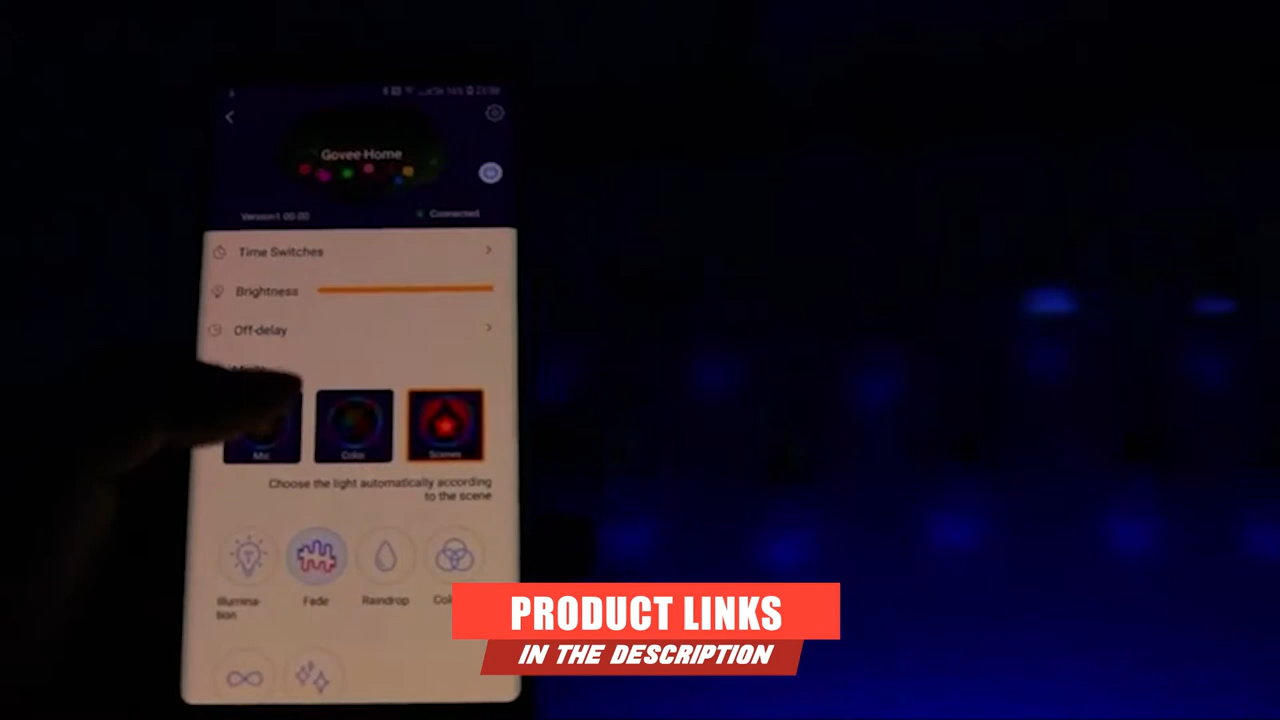 Govee Home
Version1 00.00
Connected
Time Switches
Brightness
Off-delay
Mic
Color
Scenes
Choose the light automatically according
to the scene
Illumina-
tion
Fade
Raindrop
PRODUCT LINKS
IN THE DESCRIPTION